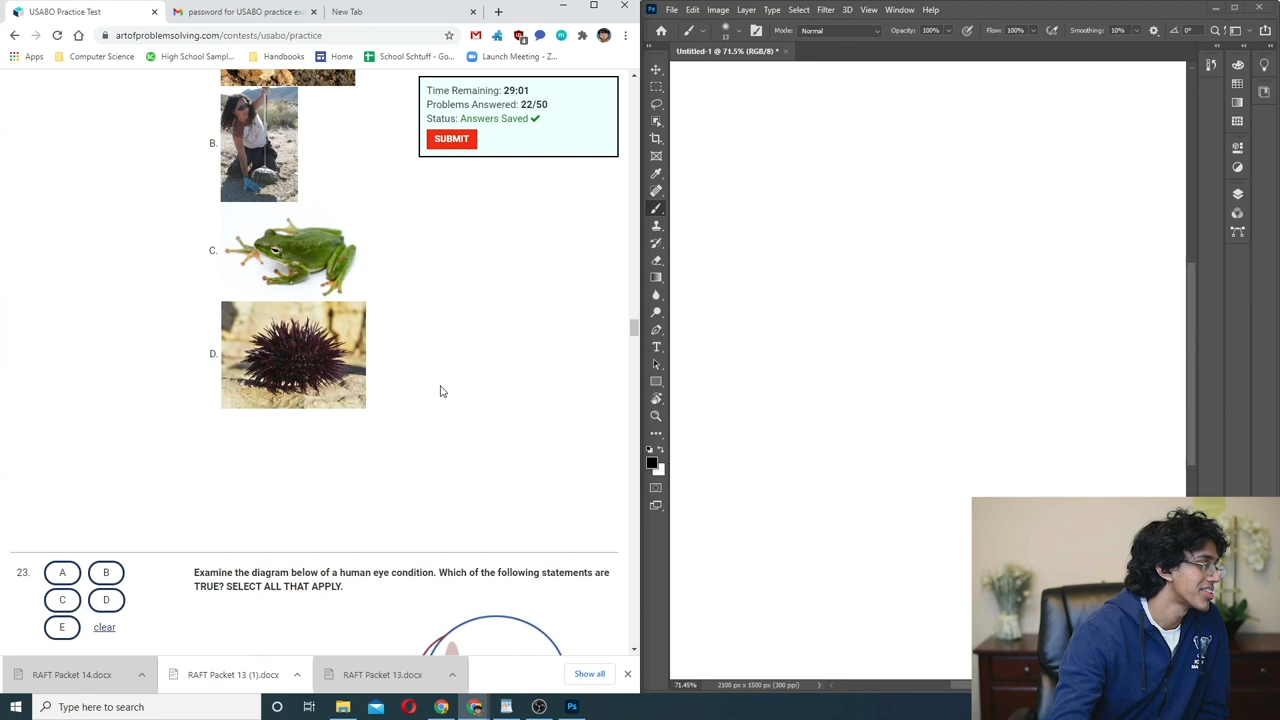 USABO Practice Test
password for USABO practice ex
New Tab
artofproblemsolving.com/contests/usabo/practice
4
Apps
Computer Science
High School Sampl...
Handbooks
Home
School Schtuff - Go...
Launch Meeting - Z...
Time Remaining: 29:01
Problems Answered: 22/50
Status: Answers Saved
SUBMIT
B.
C.
D.
23.
A
B
C
D
E
clear
Examine the diagram below of a human eye condition. Which of the following statements are
TRUE? SELECT ALL THAT APPLY.
RAFT Packet 14.docx
RAFT Packet 13 (1).docx
RAFT Packet 13.docx
Show all
Type here to search
Ps
Ps
File
Edit
Image
Layer
Type
Select
Filter
3D
View
Window
Help
13
Mode:
Normal
Opacity:
100%
Flow:
100%
Smoothing:
10%
0°
Untitled-1 @ 71.5% (RGB/8) *
71.45%
2100 px x 1500 px (300 ppi)